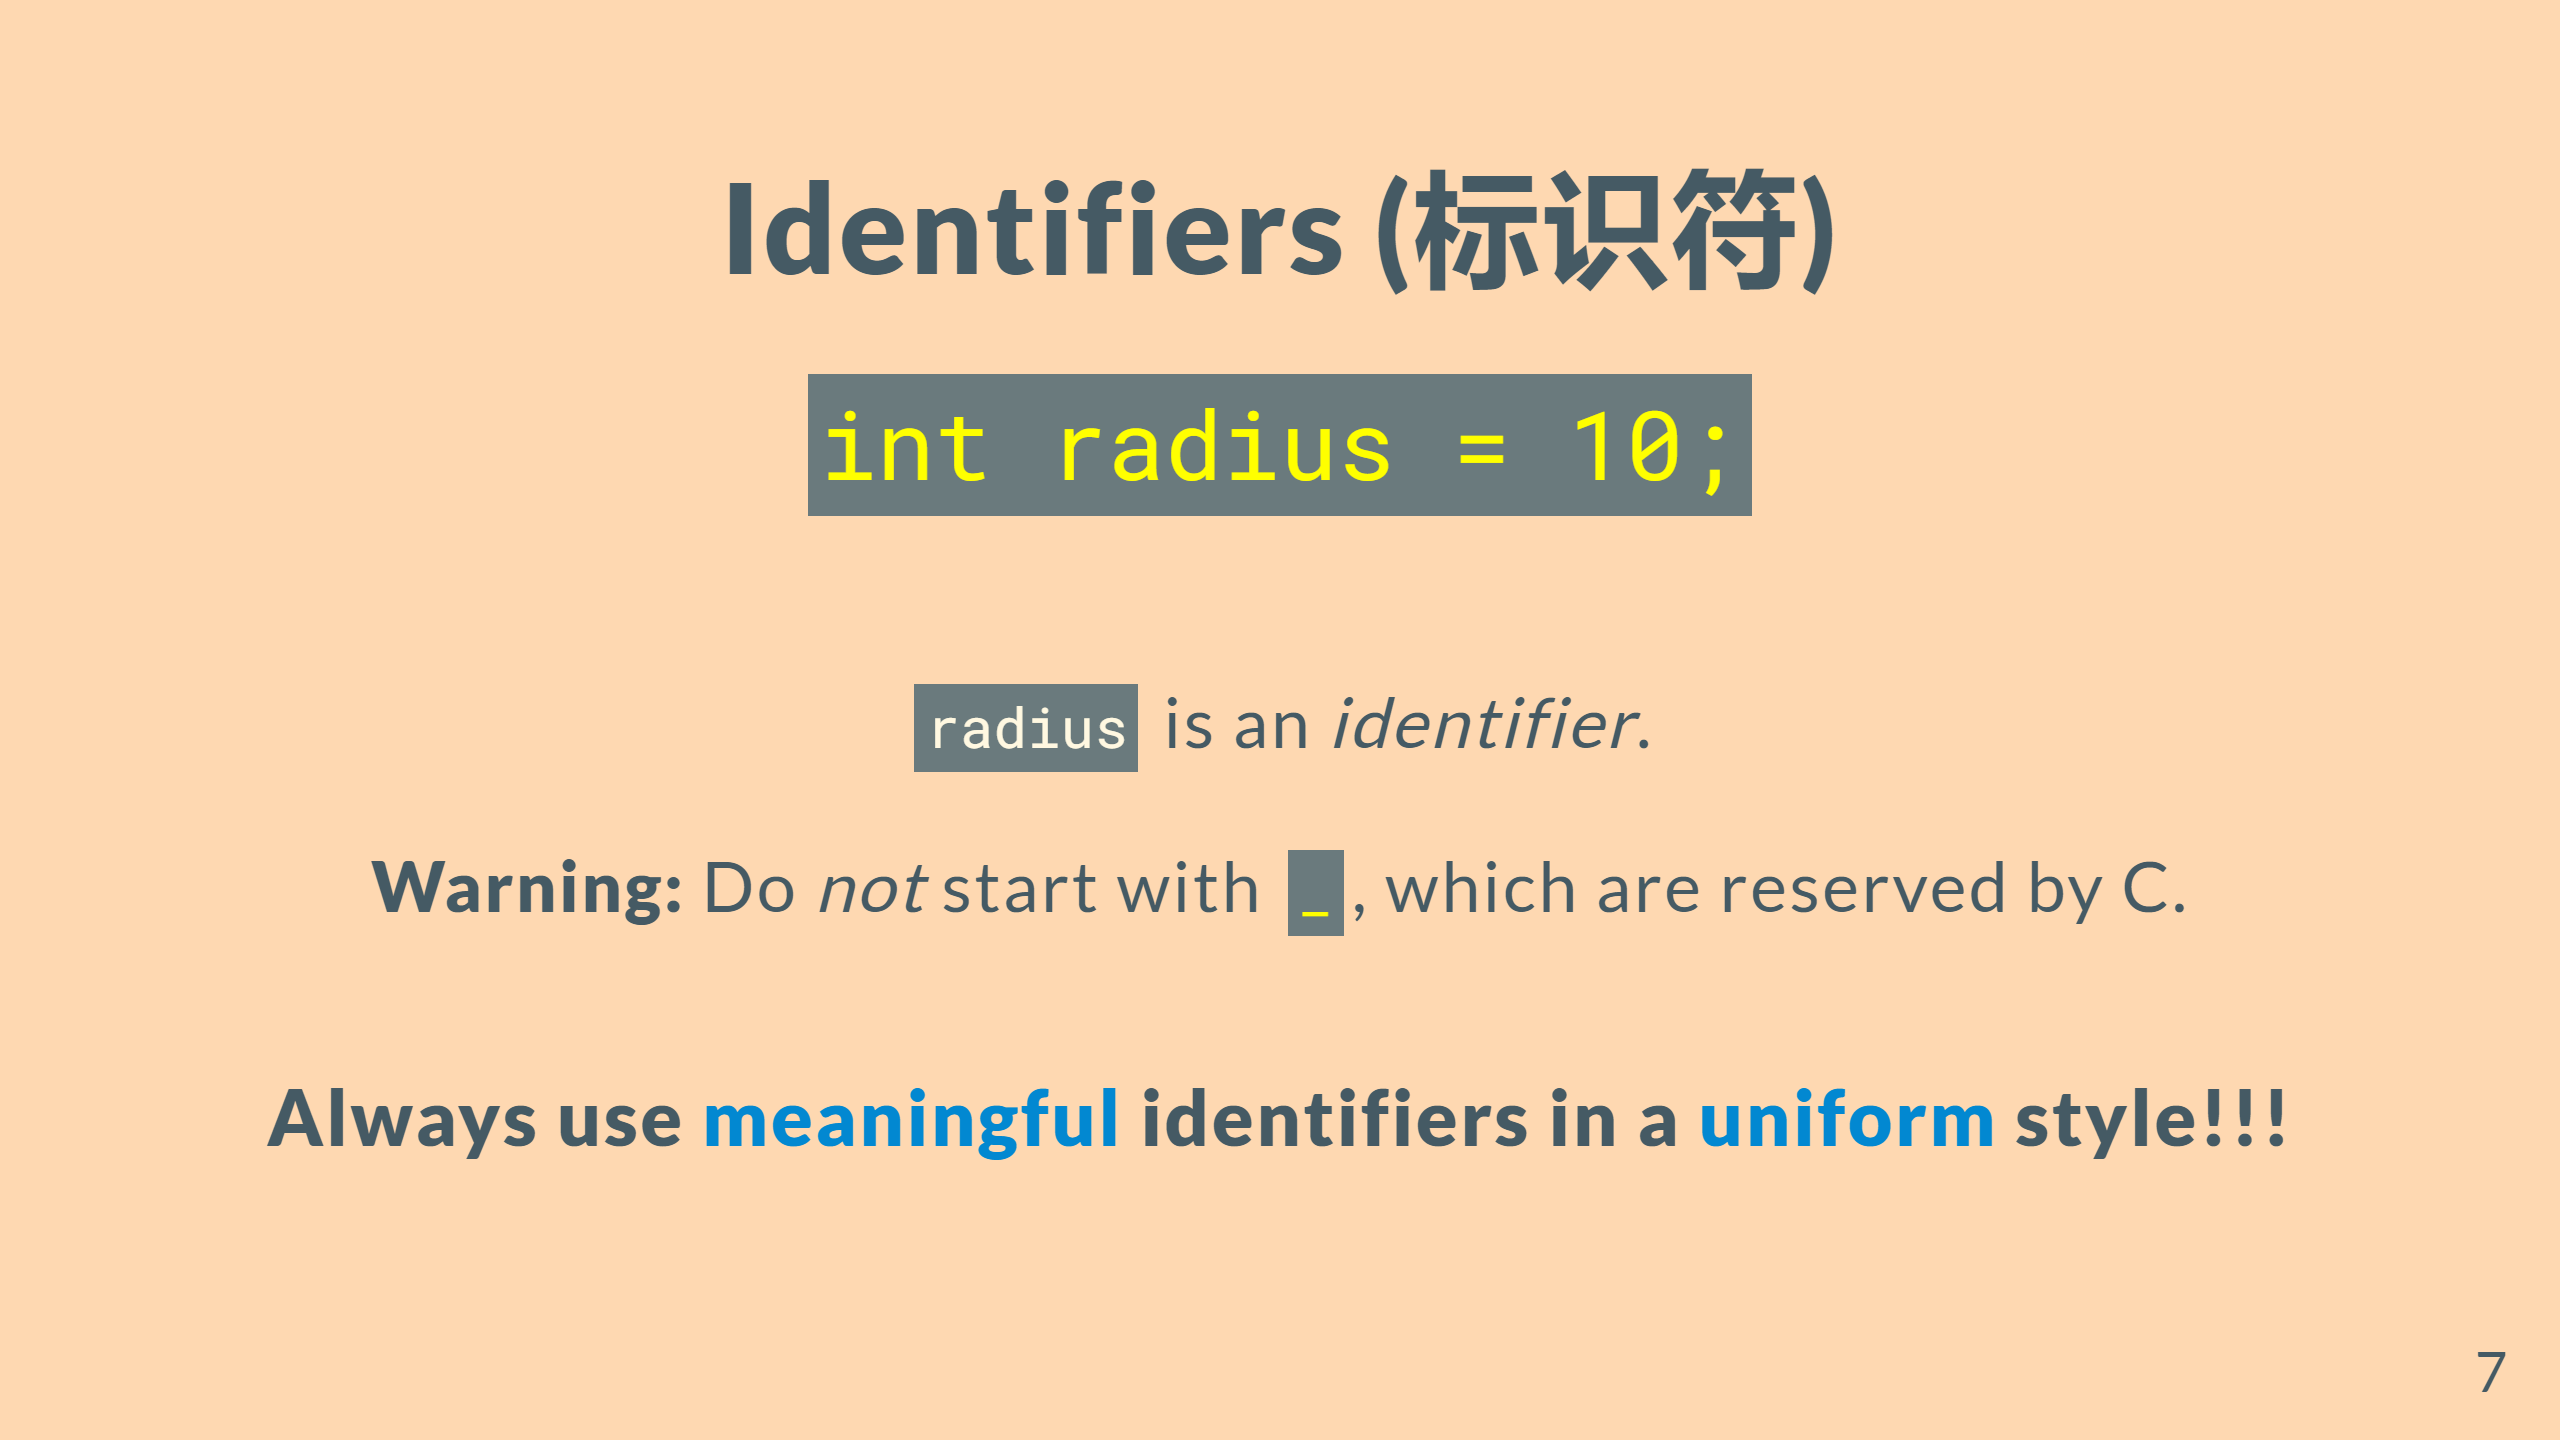 Identifiers (标识符)
int radius = 10;
radius is an identifier.
Warning: Do not start with _, which are reserved by C.
Always use meaningful identifiers in a uniform style!!!
7